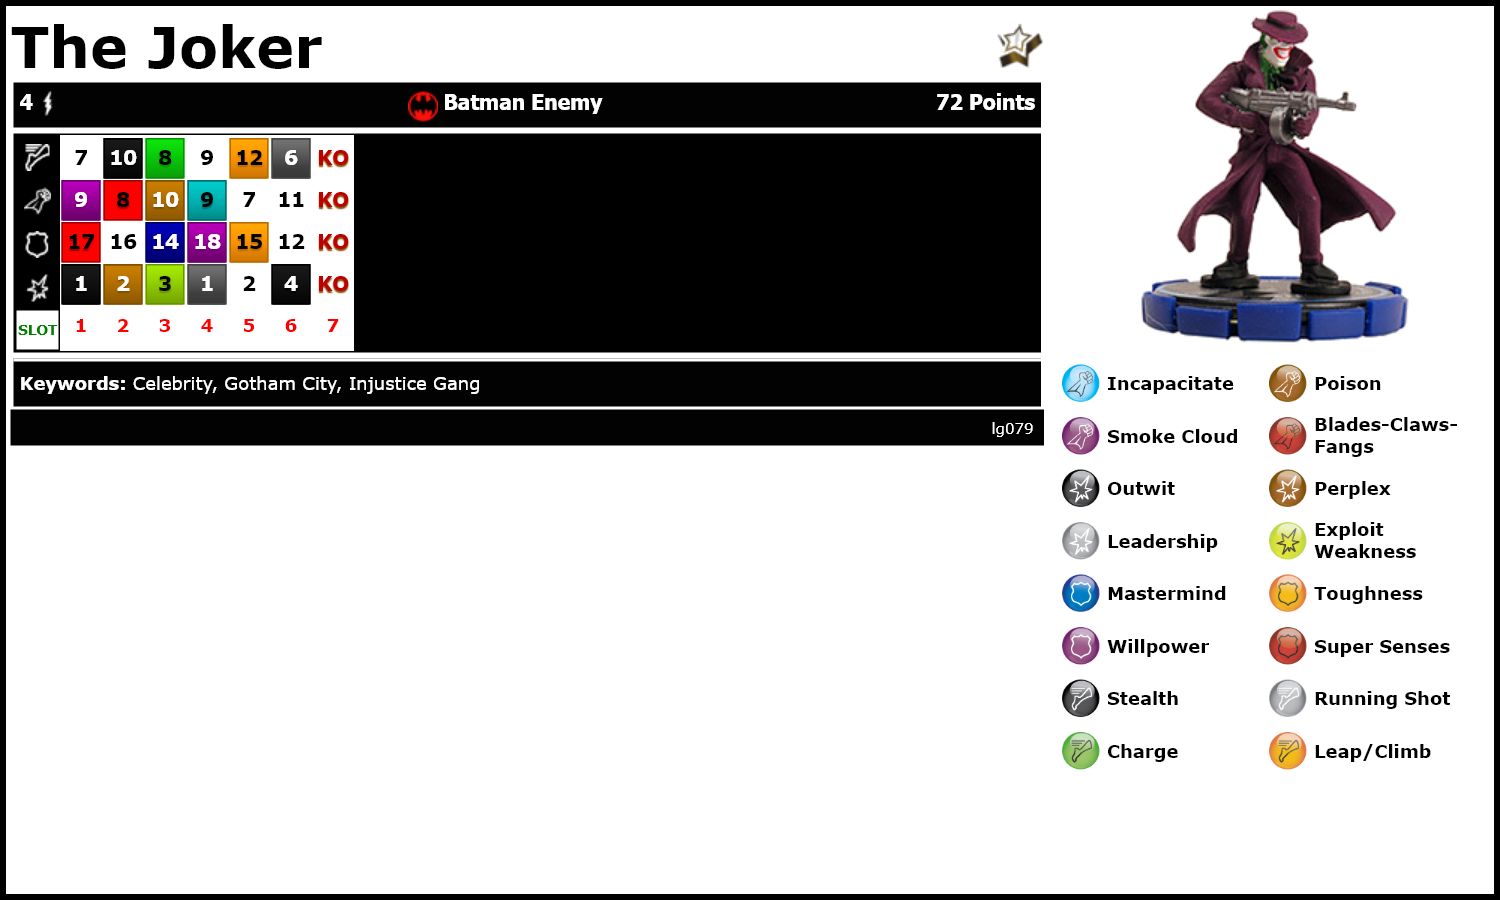 The Joker
4 Batman Enemy 72 Points
7 10 8 9 12 6 KO
9 8 10 9 7 11 KO
17 16 14 18 15 12 KO
1 2 3 1 2 4 KO
SLOT 1 2 3 4 5 6 7
Keywords: Celebrity, Gotham City, Injustice Gang
lg079
Incapacitate
Poison
Smoke Cloud
Blades-Claws-
Fangs
Outwit
Perplex
Leadership
Exploit
Weakness
Mastermind
Toughness
Willpower
Super Senses
Stealth
Running Shot
Charge
Leap/Climb